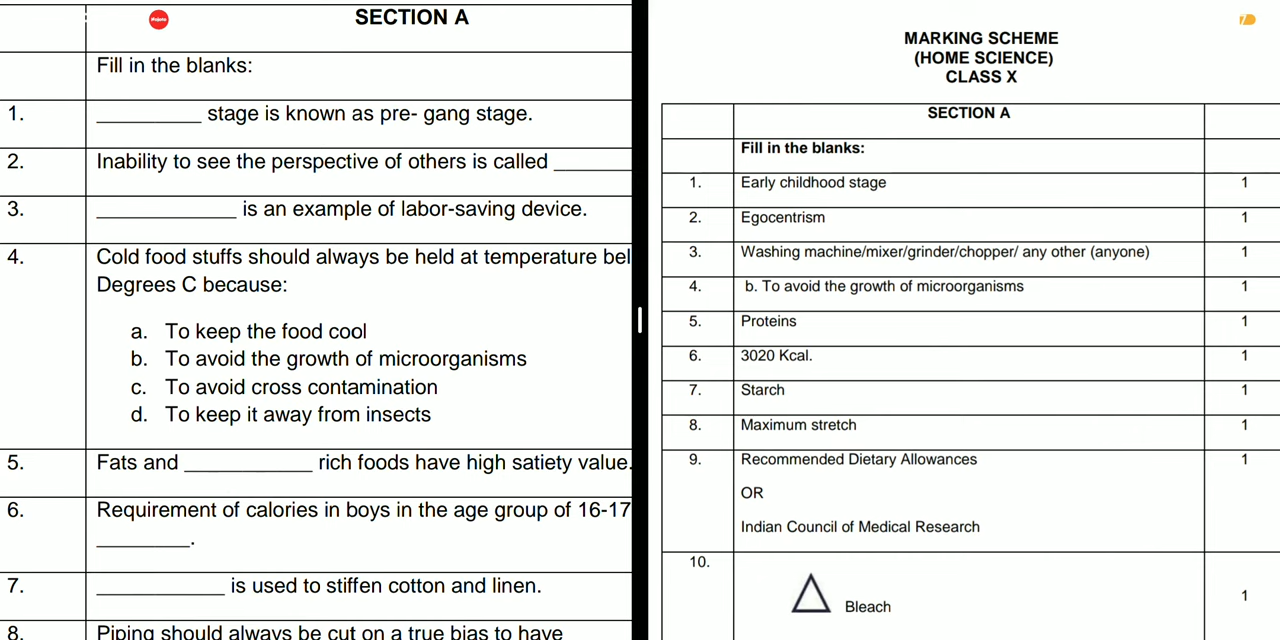 SECTION A
Fill in the blanks:
1. _________ stage is known as pre- gang stage.
2. Inability to see the perspective of others is called _______
3. ____________ is an example of labor-saving device.
4. Cold food stuffs should always be held at temperature bel
Degrees C because:
a. To keep the food cool
b. To avoid the growth of microorganisms
c. To avoid cross contamination
d. To keep it away from insects
5. Fats and ___________ rich foods have high satiety value.
6. Requirement of calories in boys in the age group of 16-17
________.
7. ___________ is used to stiffen cotton and linen.
8. Piping should always be cut on a true bias to have
MARKING SCHEME
(HOME SCIENCE)
CLASS X
SECTION A
Fill in the blanks:
1. Early childhood stage 1
2. Egocentrism 1
3. Washing machine/mixer/grinder/chopper/ any other (anyone) 1
4. b. To avoid the growth of microorganisms 1
5. Proteins 1
6. 3020 Kcal. 1
7. Starch 1
8. Maximum stretch 1
9. Recommended Dietary Allowances 1
OR
Indian Council of Medical Research
10. Bleach 1